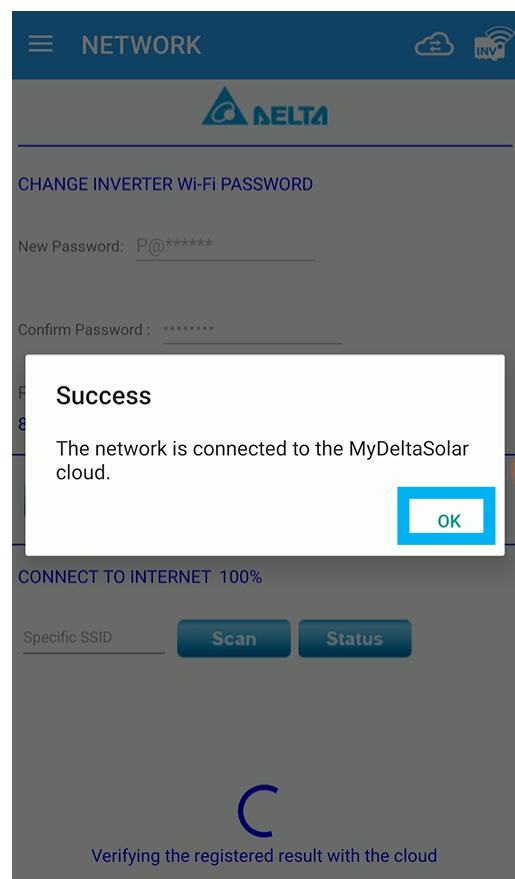 NETWORK
INV
DELTA
CHANGE INVERTER Wi-Fi PASSWORD
New Password: P@******
Confirm Password : ••••••••
Success
The network is connected to the MyDeltaSolar
cloud.
OK
CONNECT TO INTERNET 100%
Specific SSID
Scan
Status
Verifying the registered result with the cloud